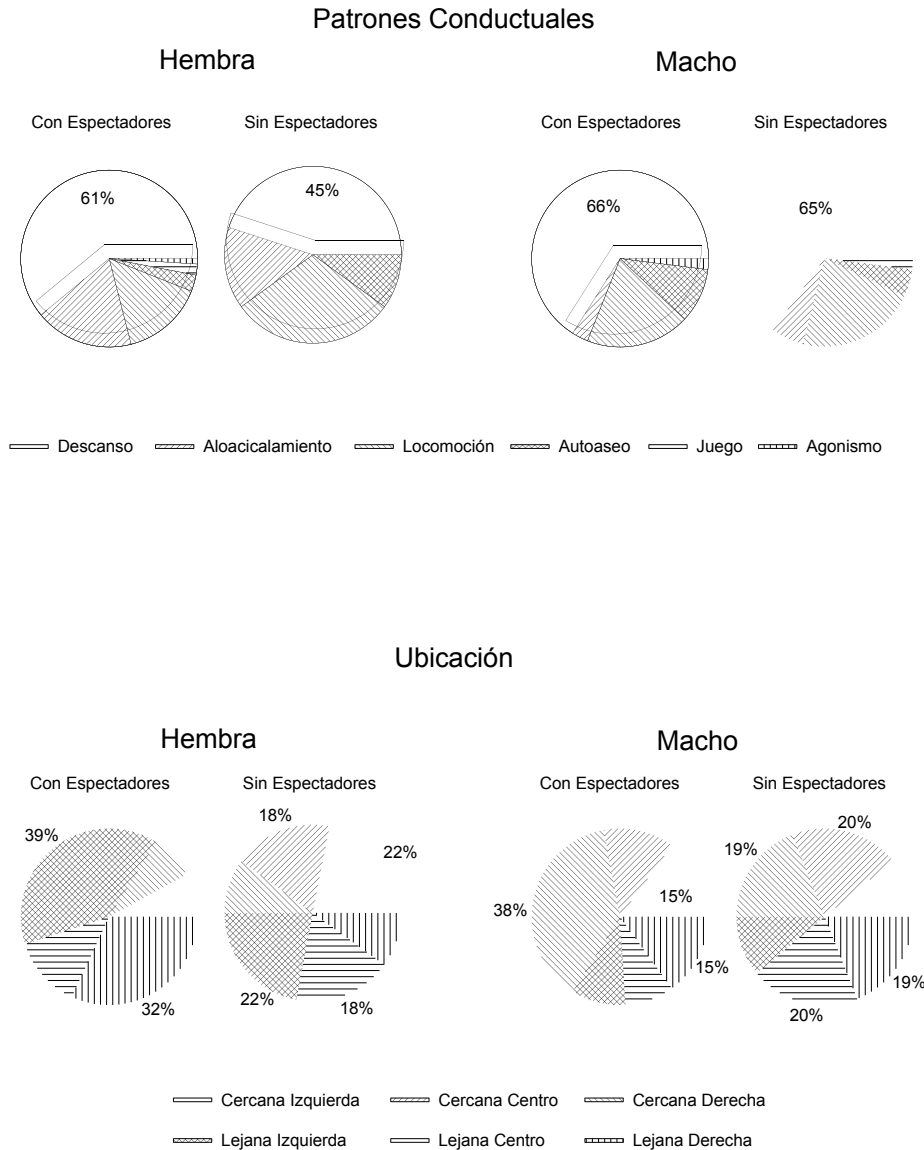 Patrones Conductuales
Hembra Macho
Con Espectadores Sin Espectadores Con Espectadores Sin Espectadores
61% 45% 66% 65%
Descanso Aloacicalamiento Locomoción Autoaseo Juego Agonismo
Ubicación
Hembra Macho
Con Espectadores Sin Espectadores Con Espectadores Sin Espectadores
39% 18% 22% 19% 20%
38% 15%
32% 22% 18% 15% 20% 19%
Cercana Izquierda Cercana Centro Cercana Derecha
Lejana Izquierda Lejana Centro Lejana Derecha